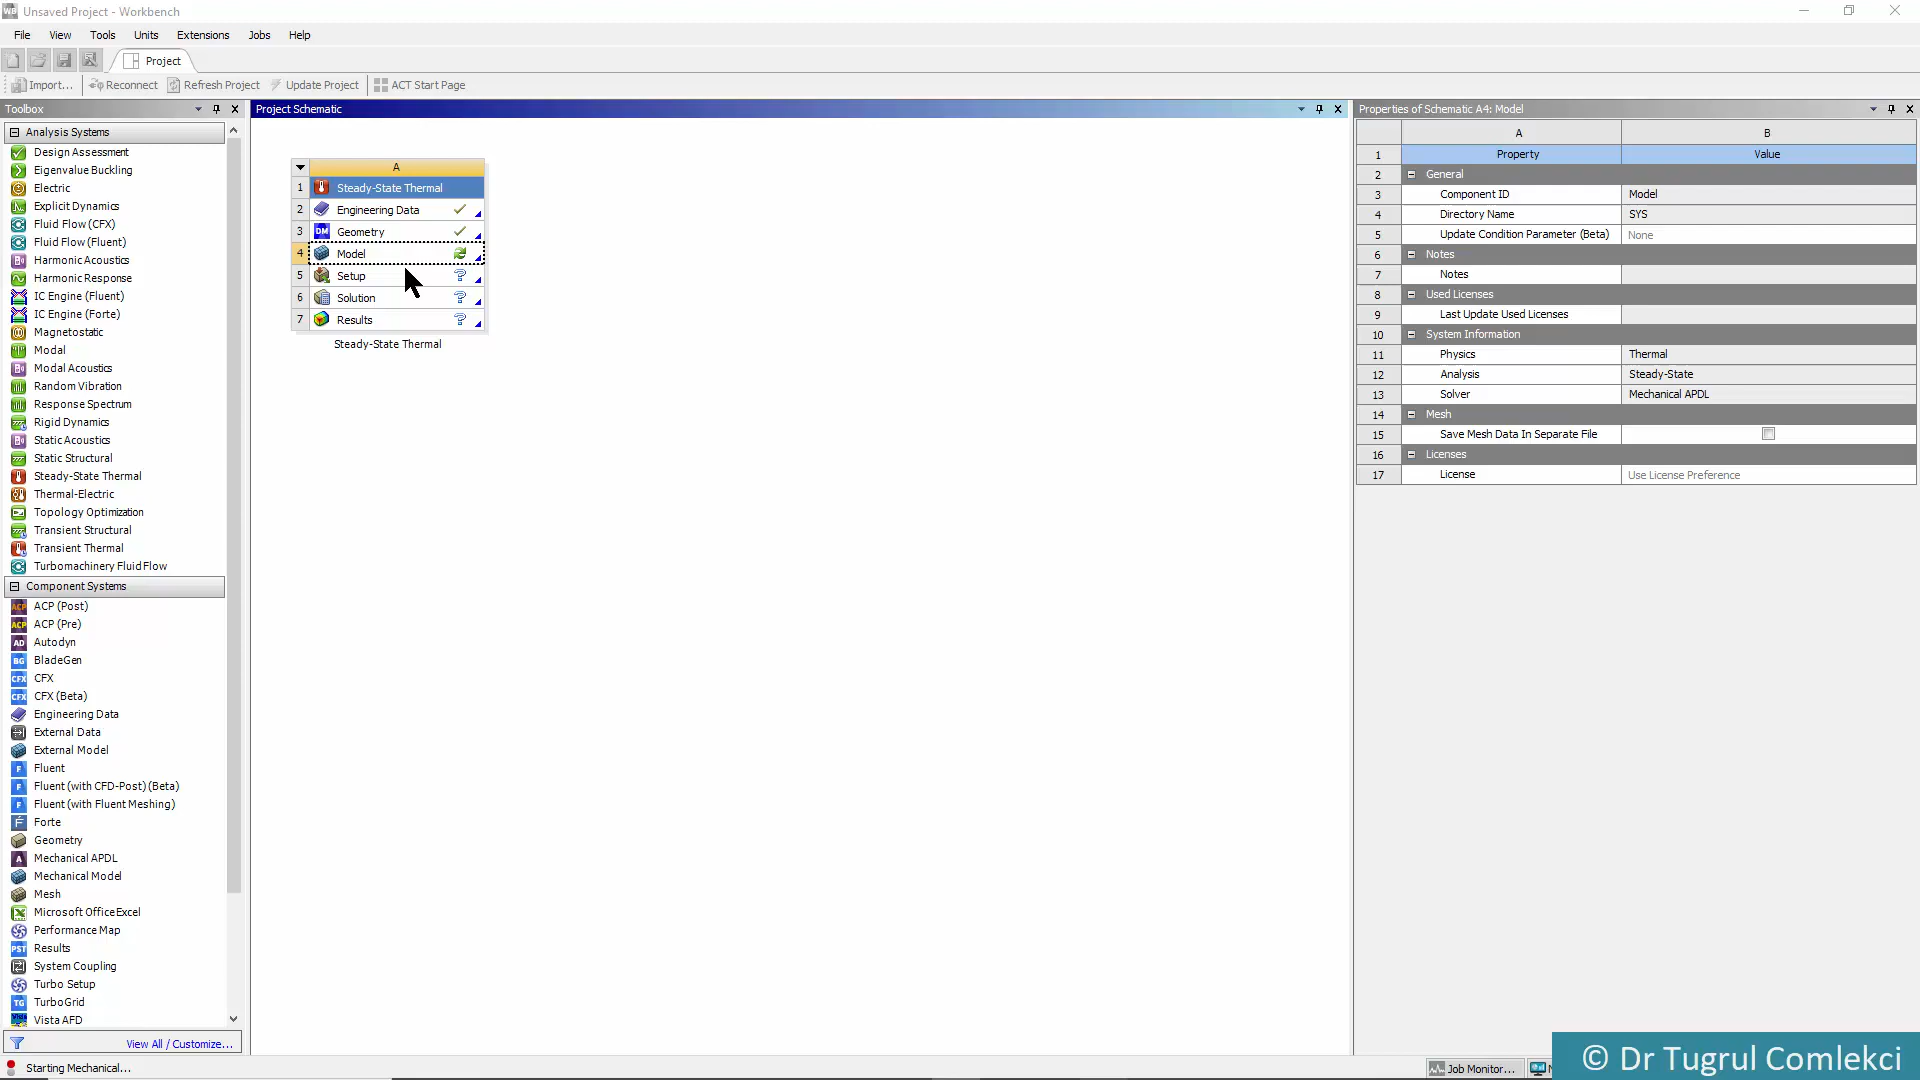 Unsaved Project - Workbench
File View Tools Units Extensions Jobs Help
Project
Import... Reconnect Refresh Project Update Project ACT Start Page
Toolbox
Analysis Systems
Design Assessment
Eigenvalue Buckling
Electric
Explicit Dynamics
Fluid Flow (CFX)
Fluid Flow (Fluent)
Harmonic Acoustics
Harmonic Response
IC Engine (Fluent)
IC Engine (Forte)
Magnetostatic
Modal
Modal Acoustics
Random Vibration
Response Spectrum
Rigid Dynamics
Static Acoustics
Static Structural
Steady-State Thermal
Thermal-Electric
Topology Optimization
Transient Structural
Transient Thermal
Turbomachinery Fluid Flow
Component Systems
ACP (Post)
ACP (Pre)
Autodyn
BladeGen
CFX
CFX (Beta)
Engineering Data
External Data
External Model
Fluent
Fluent (with CFD-Post) (Beta)
Fluent (with Fluent Meshing)
Forte
Geometry
Mechanical APDL
Mechanical Model
Mesh
Microsoft Office Excel
Performance Map
Results
System Coupling
Turbo Setup
TurboGrid
Vista AFD
View All / Customize...
Starting Mechanical...
Project Schematic
A
1 Steady-State Thermal
2 Engineering Data
3 DM Geometry
4 Model
5 Setup ?
6 Solution ?
7 Results ?
Steady-State Thermal
Properties of Schematic A4: Model
A B
1 Property Value
2 General
3 Component ID Model
4 Directory Name SYS
5 Update Condition Parameter (Beta) None
6 Notes
7 Notes
8 Used Licenses
9 Last Update Used Licenses
10 System Information
11 Physics Thermal
12 Analysis Steady-State
13 Solver Mechanical APDL
14 Mesh
15 Save Mesh Data In Separate File
16 Licenses
17 License Use License Preference
Job Monitor...
© Dr Tugrul Comlekci